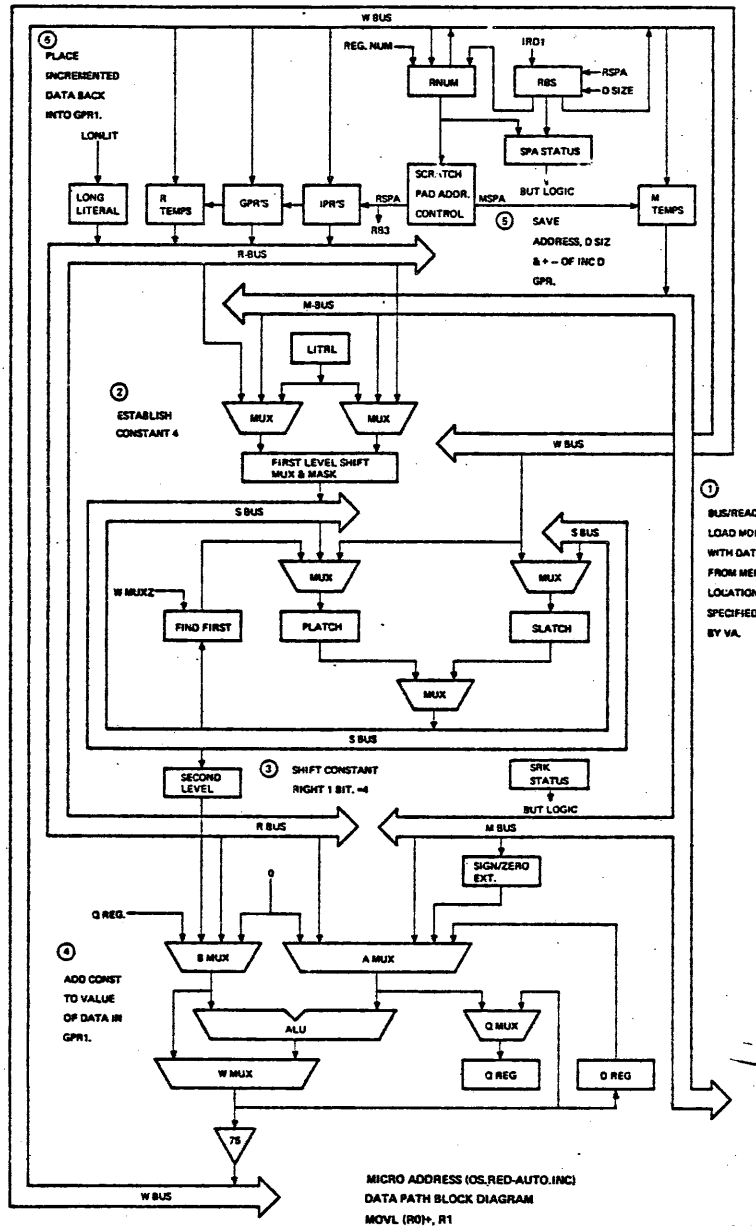 W BUS
⑥
PLACE
INCREMENTED
DATA BACK
INTO GPR1.
LONLIT
REG. NUM
IRD1
RNUM
RBS
RSPA
D SIZE
SPA STATUS
BUT LOGIC
LONG
LITERAL
R
TEMPS
GPR'S
IPR'S
RSPA
RB3
SCRATCH
PAD ADDR.
CONTROL
MSPA
M
TEMPS
⑤
SAVE
ADDRESS, D SIZ
& + – OF INC D
GPR.
R-BUS
M-BUS
LITRL
②
ESTABLISH
CONSTANT 4
MUX
MUX
FIRST LEVEL SHIFT
MUX & MASK
W BUS
①
BUS/READ
LOAD
WITH
FROM
LOCATION
SPECIFIED
BY VA.
S BUS
S BUS
W MUXZ
MUX
MUX
FIND FIRST
PLATCH
SLATCH
MUX
S BUS
SECOND
LEVEL
③
SHIFT CONSTANT
RIGHT 1 BIT. =4
SRK
STATUS
BUT LOGIC
R BUS
M BUS
SIGN/ZERO
EXT.
0
Q REG.
B MUX
A MUX
④
ADD CONST
TO VALUE
OF DATA IN
GPR1.
ALU
Q MUX
W MUX
Q REG
D REG
75
W BUS
MICRO ADDRESS (OS,RED-AUTO.INC)
DATA PATH BLOCK DIAGRAM
MOVL (R0)+, R1